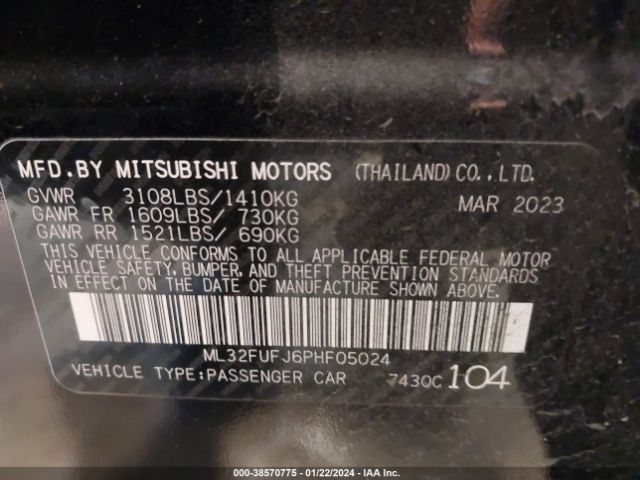 MFD.BY MITSUBISHI MOTORS (THAILAND) CO., LTD.
GVWR 3108LBS/1410KG MAR 2023
GAWR FR 1609LBS/ 730KG
GAWR RR 1521LBS/ 690KG
THIS VEHICLE CONFORMS TO ALL APPLICABLE FEDERAL MOTOR
VEHICLE SAFETY, BUMPER, AND THEFT PREVENTION STANDARDS
IN EFFECT ON THE DATE OF MANUFACTURE SHOWN ABOVE.
ML32FUFJ6PHF05024
VEHICLE TYPE:PASSENGER CAR 7430C 104
000-38570775 - 01/22/2024 - IAA Inc.